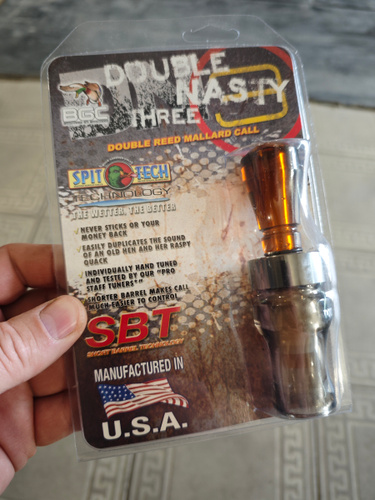 DOUBLE
NASTY
THREE
BGC
DOUBLE REED MALLARD CALL
SPIT TECH
TECHNOLOGY
THE WETTER, THE BETTER
NEVER STICKS OR YOUR
MONEY BACK
EASILY DUPLICATES THE SOUND
OF AN OLD HEN AND HER RASPY
QUACK
INDIVIDUALLY HAND TUNED
AND TESTED BY OUR "PRO
STAFF TUNERS"
SHORTER BARREL MAKES CALL
MUCH EASIER TO CONTROL
SBT
SHORT BARREL TECHNOLOGY
MANUFACTURED IN
U.S.A.